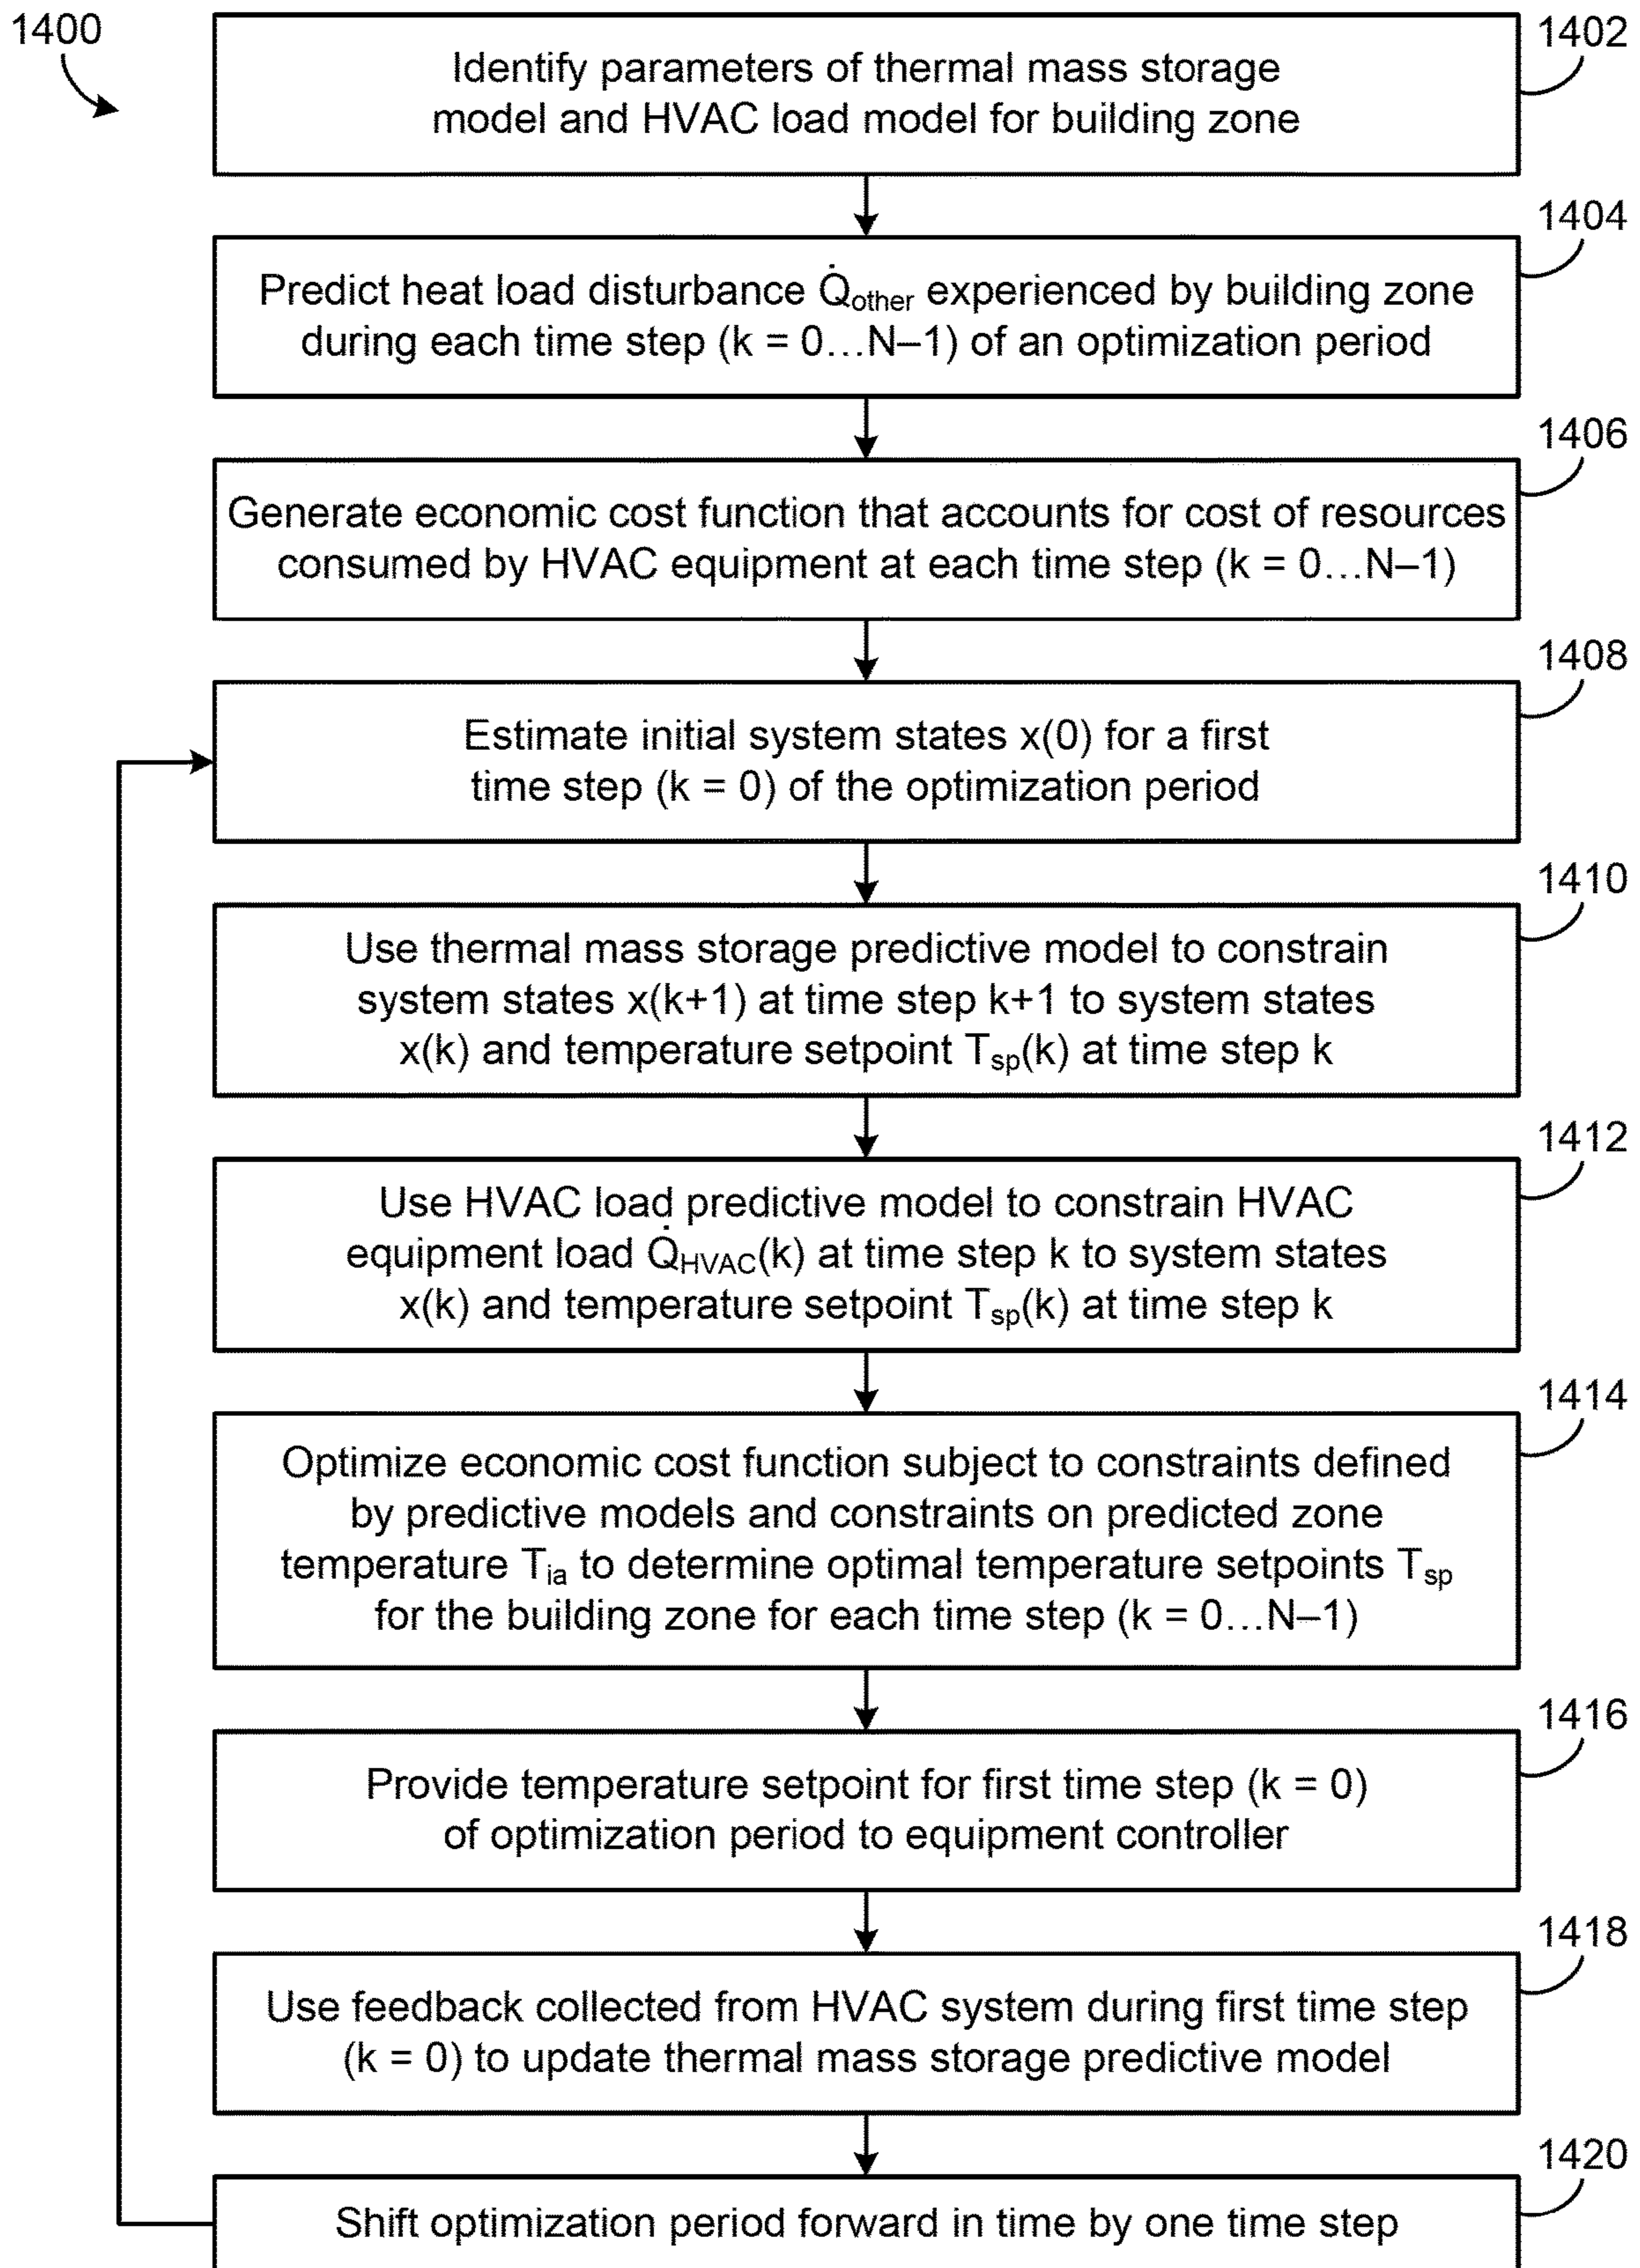 1400
1402
Identify parameters of thermal mass storage
model and HVAC load model for building zone
1404
Predict heat load disturbance Q̇other experienced by building zone
during each time step (k = 0…N–1) of an optimization period
1406
Generate economic cost function that accounts for cost of resources
consumed by HVAC equipment at each time step (k = 0…N–1)
1408
Estimate initial system states x(0) for a first
time step (k = 0) of the optimization period
1410
Use thermal mass storage predictive model to constrain
system states x(k+1) at time step k+1 to system states
x(k) and temperature setpoint Tsp(k) at time step k
1412
Use HVAC load predictive model to constrain HVAC
equipment load Q̇HVAC(k) at time step k to system states
x(k) and temperature setpoint Tsp(k) at time step k
1414
Optimize economic cost function subject to constraints defined
by predictive models and constraints on predicted zone
temperature Tia to determine optimal temperature setpoints Tsp
for the building zone for each time step (k = 0…N–1)
1416
Provide temperature setpoint for first time step (k = 0)
of optimization period to equipment controller
1418
Use feedback collected from HVAC system during first time step
(k = 0) to update thermal mass storage predictive model
1420
Shift optimization period forward in time by one time step